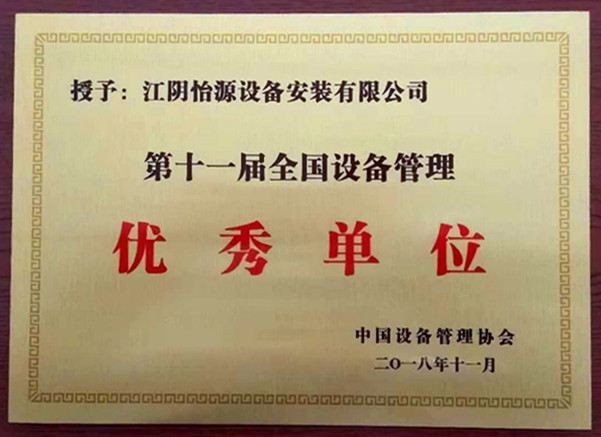 授予：江阴怡源设备安装有限公司
第十一届全国设备管理
优秀单位
中国设备管理协会
二〇一八年十一月